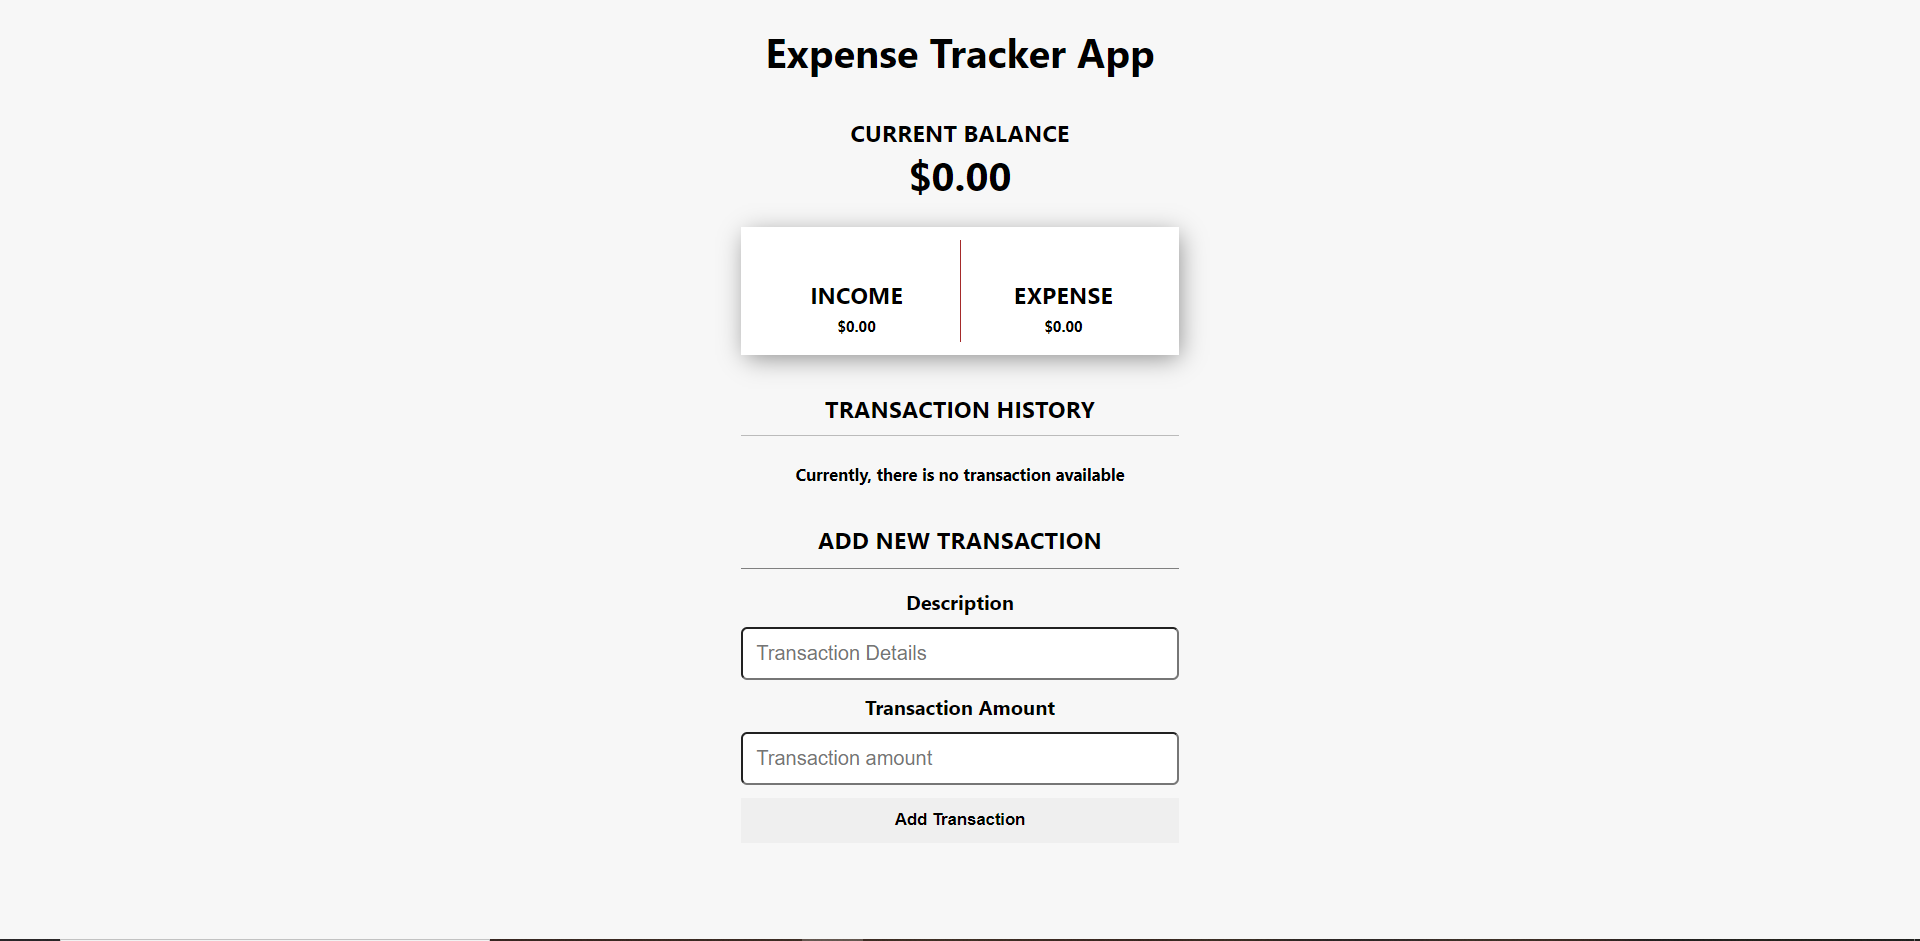 Expense Tracker App
CURRENT BALANCE
$0.00
INCOME
$0.00
EXPENSE
$0.00
TRANSACTION HISTORY
Currently, there is no transaction available
ADD NEW TRANSACTION
Description
Transaction Details
Transaction Amount
Transaction amount
Add Transaction